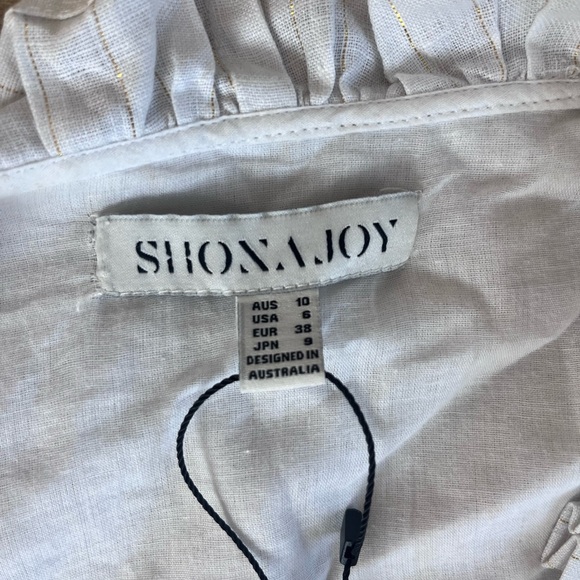 SHONA JOY
AUS 10
USA 6
EUR 38
JPN 9
DESIGNED IN
AUSTRALIA